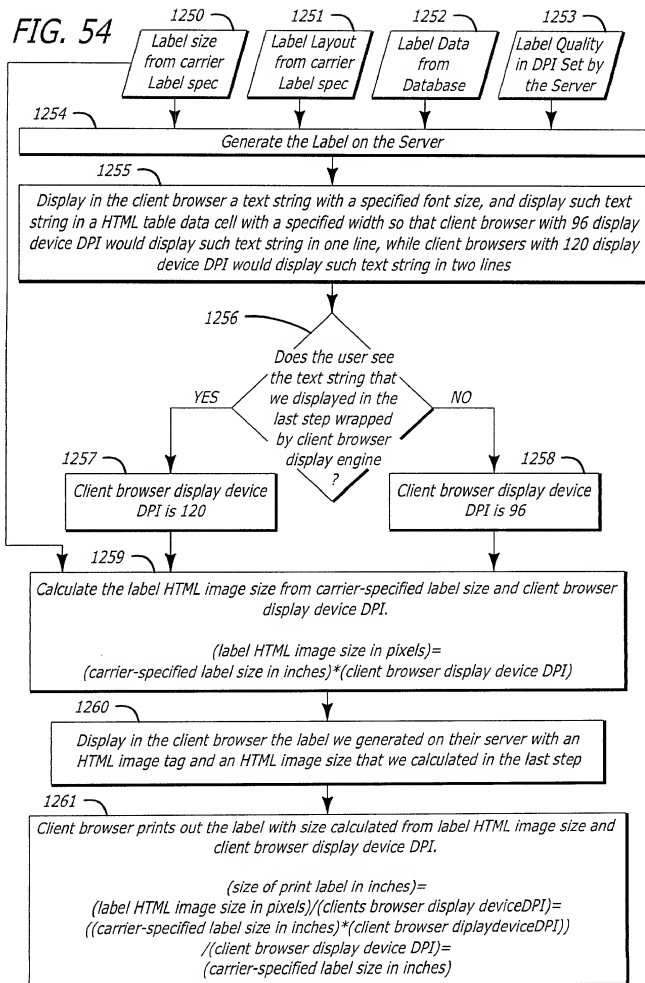 FIG. 54
1250
1251
1252
1253
Label size
from carrier
Label spec
Label Layout
from carrier
Label spec
Label Data
from
Database
Label Quality
in DPI Set by
the Server
1254
Generate the Label on the Server
1255
Display in the client browser a text string with a specified font size, and display such text
string in a HTML table data cell with a specified width so that client browser with 96 display
device DPI would display such text string in one line, while client browsers with 120 display
device DPI would display such text string in two lines
1256
Does the user see
the text string that
we displayed in the
last step wrapped
by client browser
display engine
?
YES
NO
1257
Client browser display device
DPI is 120
1258
Client browser display device
DPI is 96
1259
Calculate the label HTML image size from carrier-specified label size and client browser
display device DPI.
(label HTML image size in pixels)=
(carrier-specified label size in inches)*(client browser display device DPI)
1260
Display in the client browser the label we generated on their server with an
HTML image tag and an HTML image size that we calculated in the last step
1261
Client browser prints out the label with size calculated from label HTML image size and
client browser display device DPI.
(size of print label in inches)=
(label HTML image size in pixels)/(clients browser display deviceDPI)=
((carrier-specified label size in inches)*(client browser diplaydeviceDPI))
/(client browser display device DPI)=
(carrier-specified label size in inches)